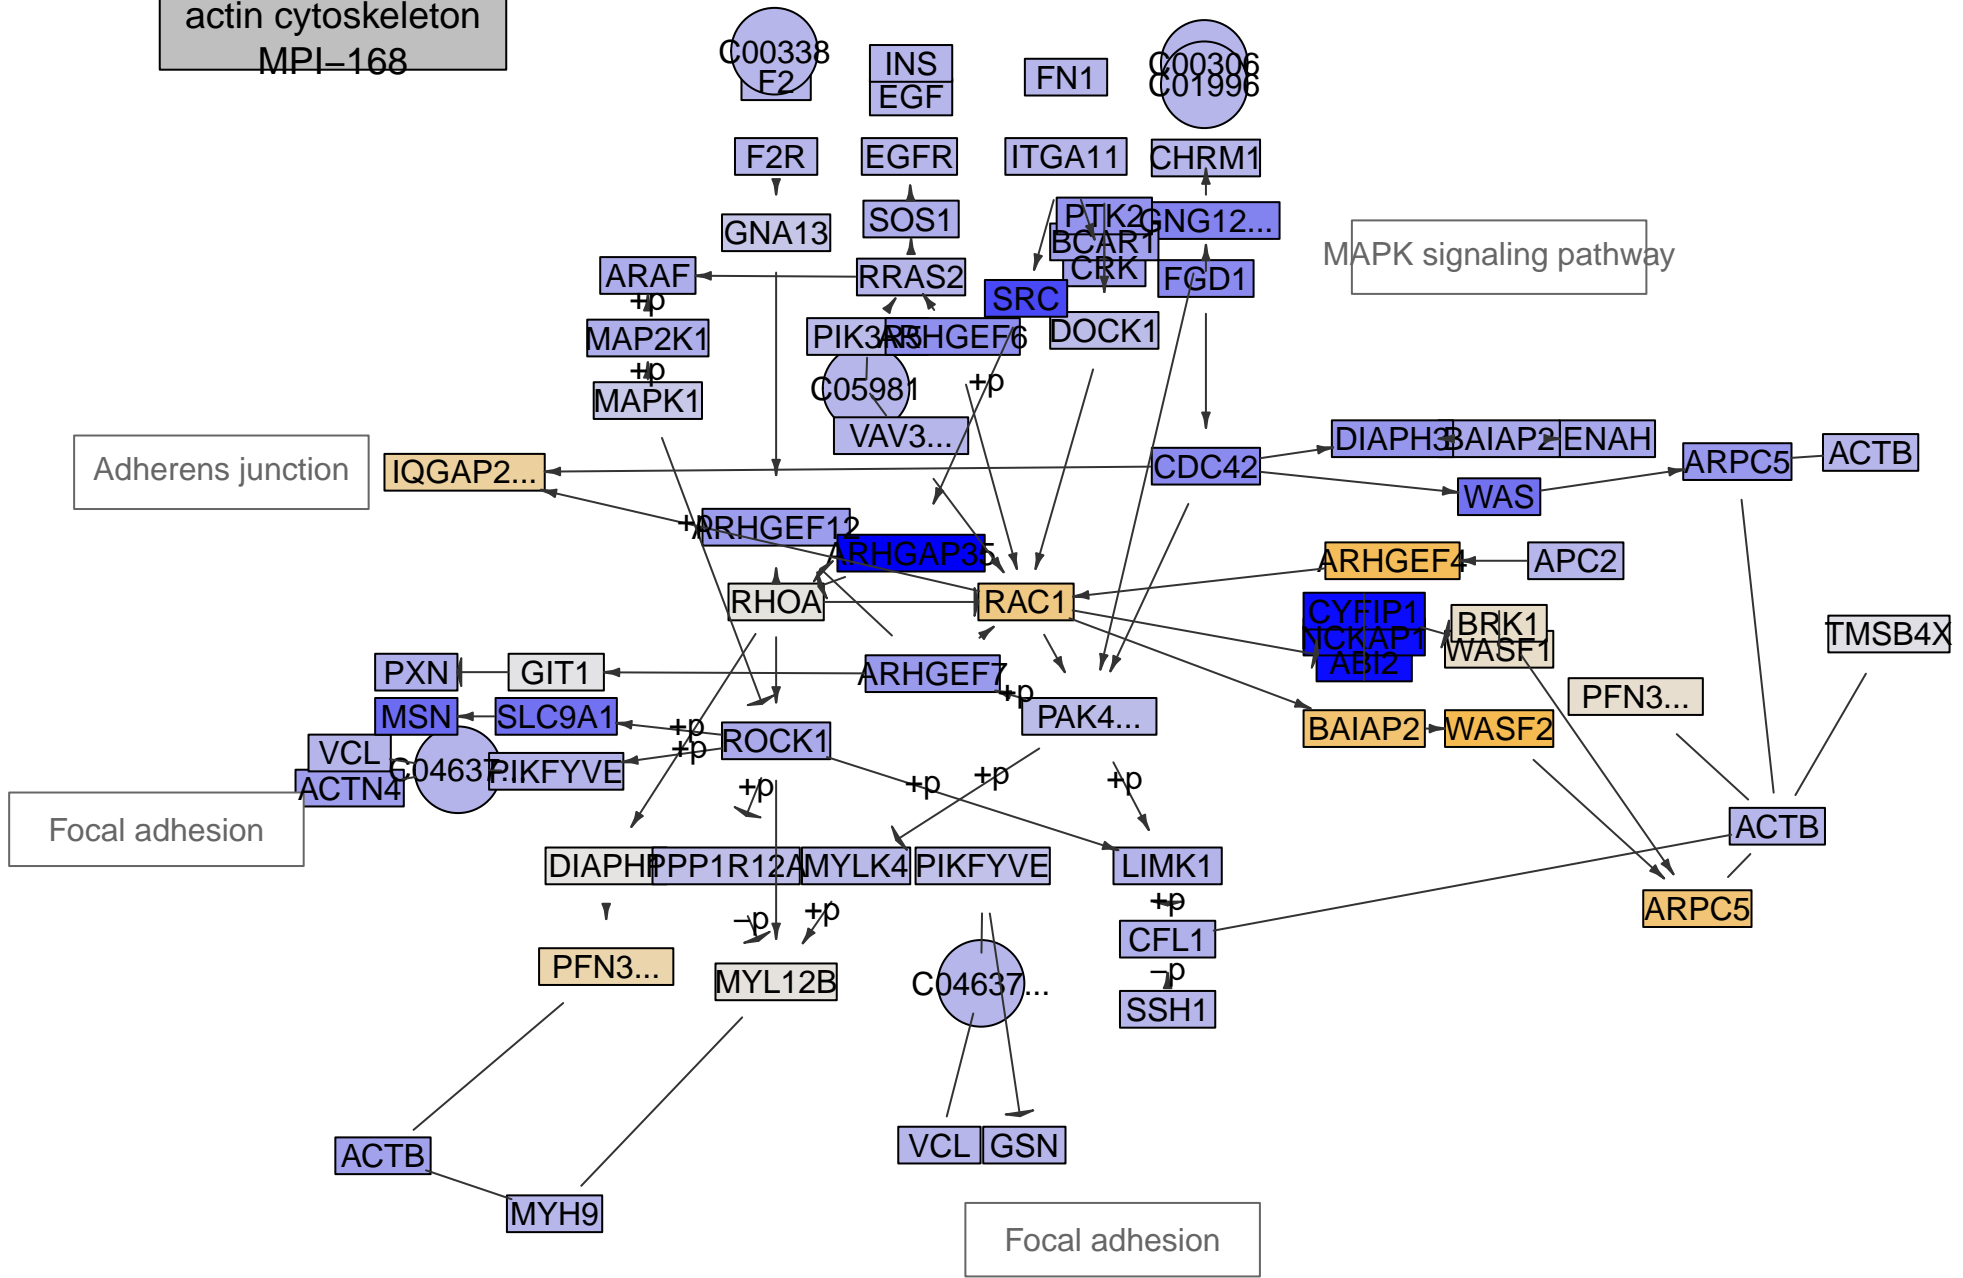 actin cytoskeleton
MPI−168
C00338
F2
INS
EGF
FN1
C00306
C01996
F2R
EGFR
ITGA11
CHRM1
GNA13
SOS1
PTK2
GNG12...
BCAR1
CRK
MAPK signaling pathway
ARAF
RRAS2
SRC
FGD1
+p
MAP2K1
ARHGEF6
DOCK1
+p
MAPK1
C05981
+p
VAV3...
Adherens junction
IQGAP2...
CDC42
DIAPH3
BAIAP2
ENAH
ARPC5
ACTB
WAS
+p
ARHGEF12
ARHGAP35
ARHGEF4
APC2
RHOA
RAC1
CYFIP1
NCKAP1
ABI2
BRK1
WASF1
TMSB4X
PXN
GIT1
ARHGEF7
+p
PFN3...
MSN
SLC9A1
+p
PAK4...
BAIAP2
WASF2
VCL
C04637...
PIKFYVE
+p
ROCK1
ACTN4
+p
+p
+p
+p
Focal adhesion
ACTB
PPP1R12A
MYLK4
PIKFYVE
LIMK1
+p
ARPC5
−p
+p
CFL1
PFN3...
MYL12B
C04637...
−p
SSH1
ACTB
VCL
GSN
MYH9
Focal adhesion